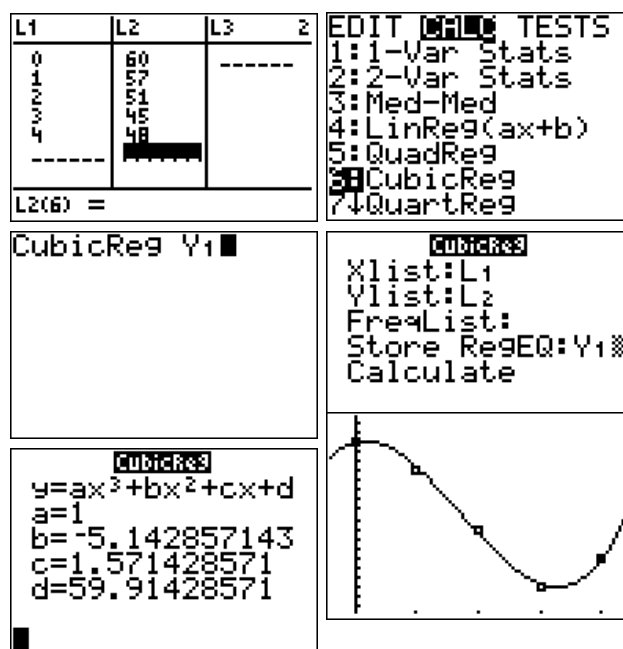 L1 L2 L3 2
0 60 ------
1 57
2 51
3 45
4 48
------
L2(6) =
EDIT CALC TESTS
1:1-Var Stats
2:2-Var Stats
3:Med-Med
4:LinReg(ax+b)
5:QuadReg
6:CubicReg
7↓QuartReg
CubicReg Y₁
CubicReg
Xlist:L₁
Ylist:L₂
FreqList:
Store RegEQ:Y₁
Calculate
CubicReg
y=ax³+bx²+cx+d
a=1
b=-5.142857143
c=1.571428571
d=59.91428571